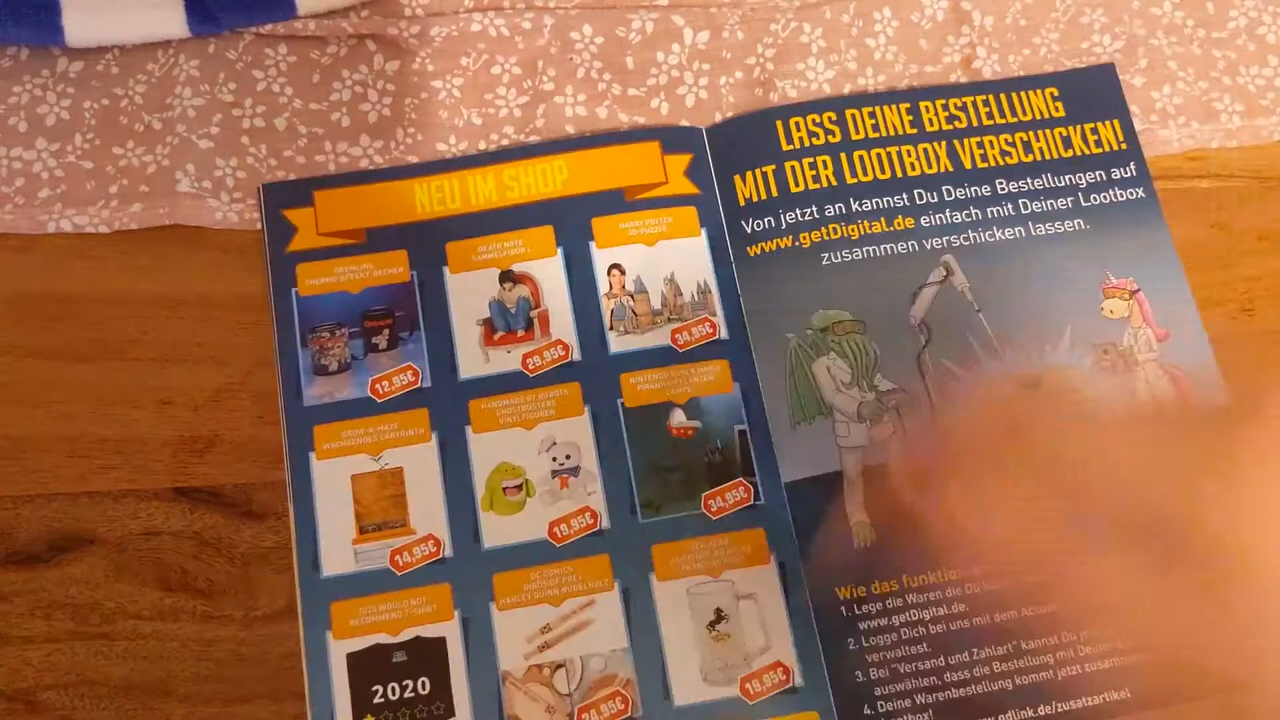 NEU IM SHOP
GREMLINS
THERMO-EFFEKT-BECHER
12,95€
DEATH NOTE
SAMMELFIGUR L
29,95€
HARRY POTTER
3D-PUZZLE
34,95€
GROW-A-MAZE
WACHSENDES LABYRINTH
14,95€
HANDMADE BY ROBOTS
GHOSTBUSTERS
VINYLFIGUREN
19,95€
NINTENDO SUPER MARIO
PIRANHA-PFLANZEN
LAMPE
34,95€
2020 WOULD NOT
RECOMMEND T-SHIRT
2020
DC COMICS
BIRDS OF PREY
HARLEY QUINN NUDELHOLZ
24,95€
19,95€
LASS DEINE BESTELLUNG
MIT DER LOOTBOX VERSCHICKEN!
Von jetzt an kannst Du Deine Bestellungen auf
www.getDigital.de einfach mit Deiner Lootbox
zusammen verschicken lassen.
Wie das funktio
1. Lege die Waren die Du
www.getDigital.de.
2. Logge Dich bei uns mit dem
verwaltest.
3. Bei "Versand und Zahlart" kannst Du
auswählen, dass die Bestellung mit Deiner
4. Deine Warenbestellung kommt jetzt zusamm
Lootbox!
www.gdlink.de/zusatzartikel